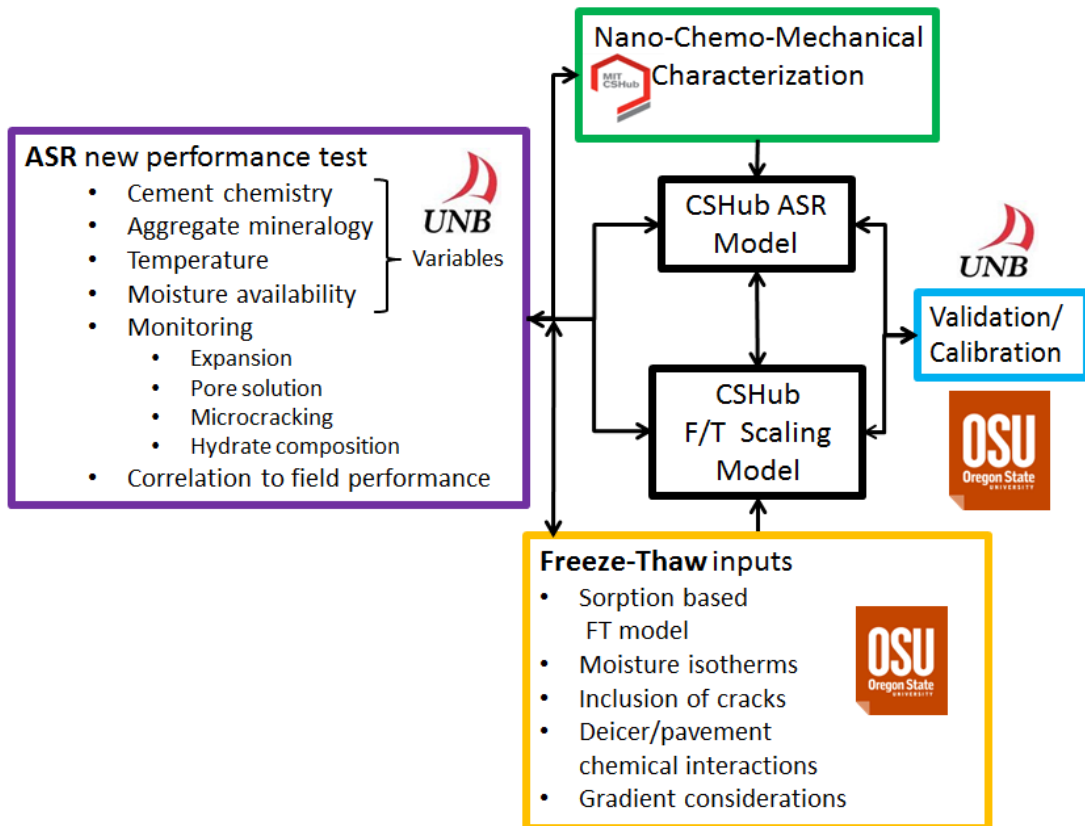 Nano-Chemo-Mechanical
Characterization
MIT
CSHub
ASR new performance test
• Cement chemistry
• Aggregate mineralogy
• Temperature
• Moisture availability
UNB
Variables
• Monitoring
• Expansion
• Pore solution
• Microcracking
• Hydrate composition
• Correlation to field performance
CSHub ASR
Model
CSHub
F/T Scaling
Model
UNB
Validation/
Calibration
OSU
Oregon State
UNIVERSITY
Freeze-Thaw inputs
• Sorption based
FT model
• Moisture isotherms
• Inclusion of cracks
• Deicer/pavement
chemical interactions
• Gradient considerations
OSU
Oregon State
UNIVERSITY